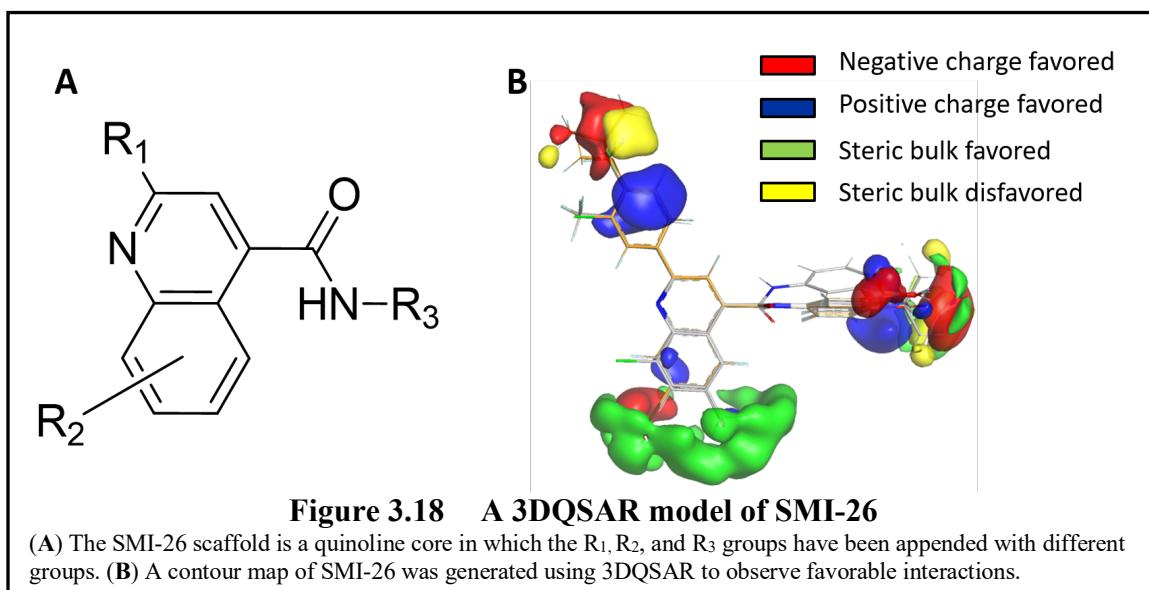 A
R1
O
N
HN-R3
R2
B
Negative charge favored
Positive charge favored
Steric bulk favored
Steric bulk disfavored
Figure 3.18 A 3DQSAR model of SMI-26
(A) The SMI-26 scaffold is a quinoline core in which the R1, R2, and R3 groups have been appended with different
groups. (B) A contour map of SMI-26 was generated using 3DQSAR to observe favorable interactions.